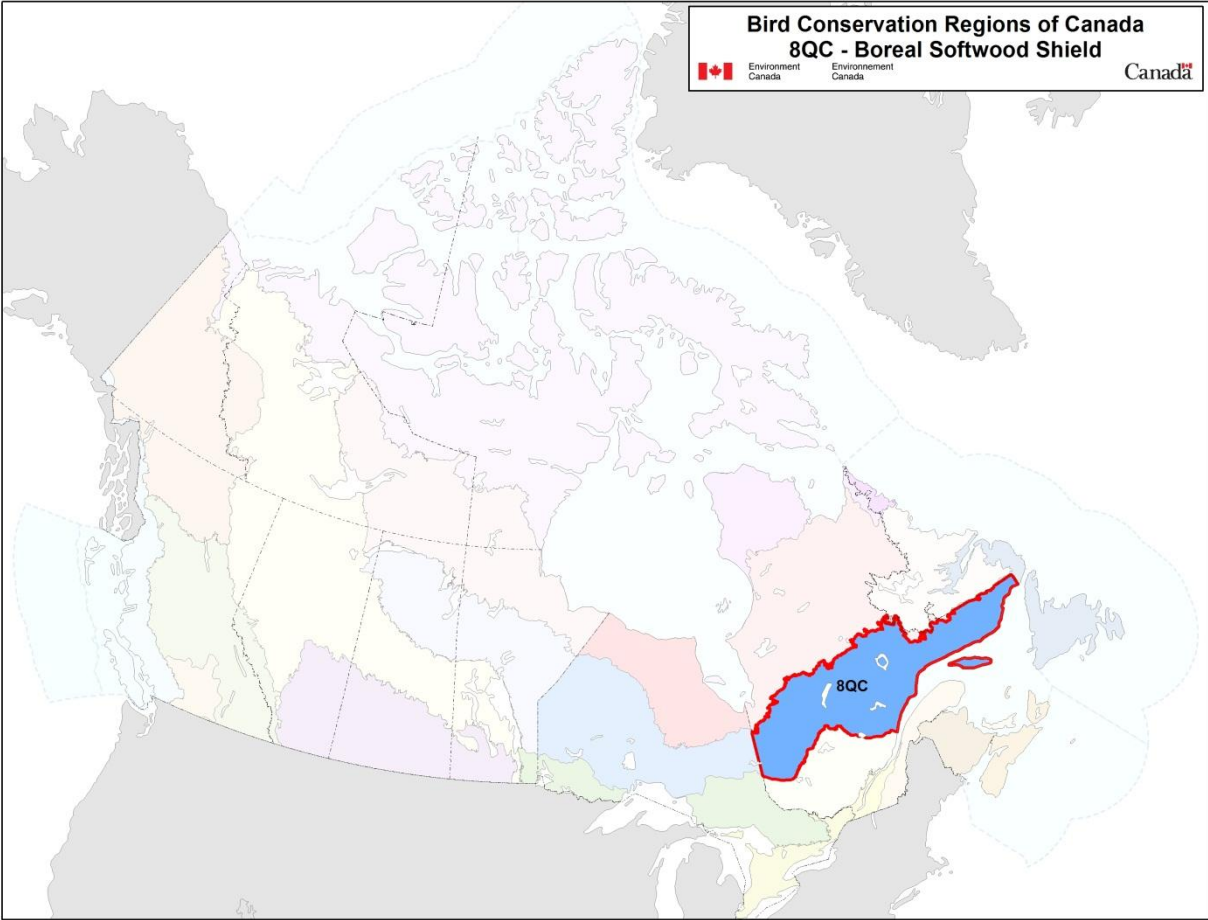 Bird Conservation Regions of Canada
8QC - Boreal Softwood Shield
Environment Environnement
Canada Canada
Canada
8QC